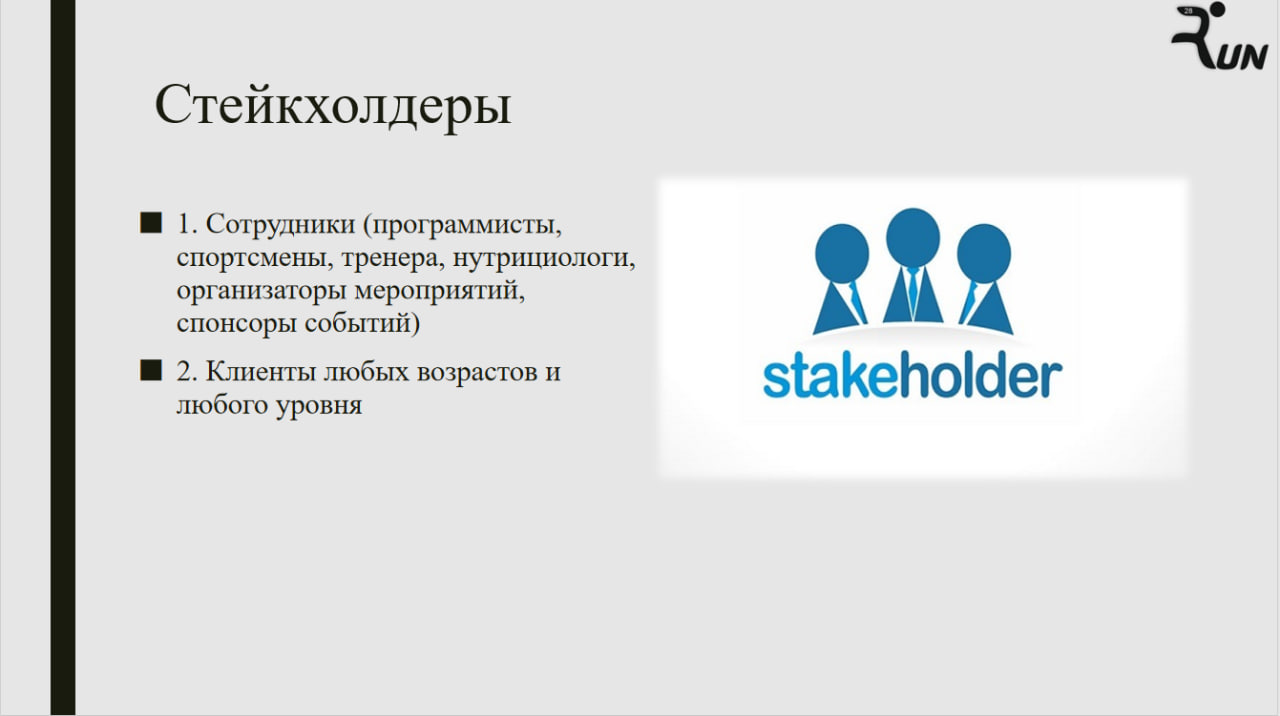 28
RUN
Стейкхолдеры
1. Сотрудники (программисты,
спортсмены, тренера, нутрициологи,
организаторы мероприятий,
спонсоры событий)
2. Клиенты любых возрастов и
любого уровня
stakeholder